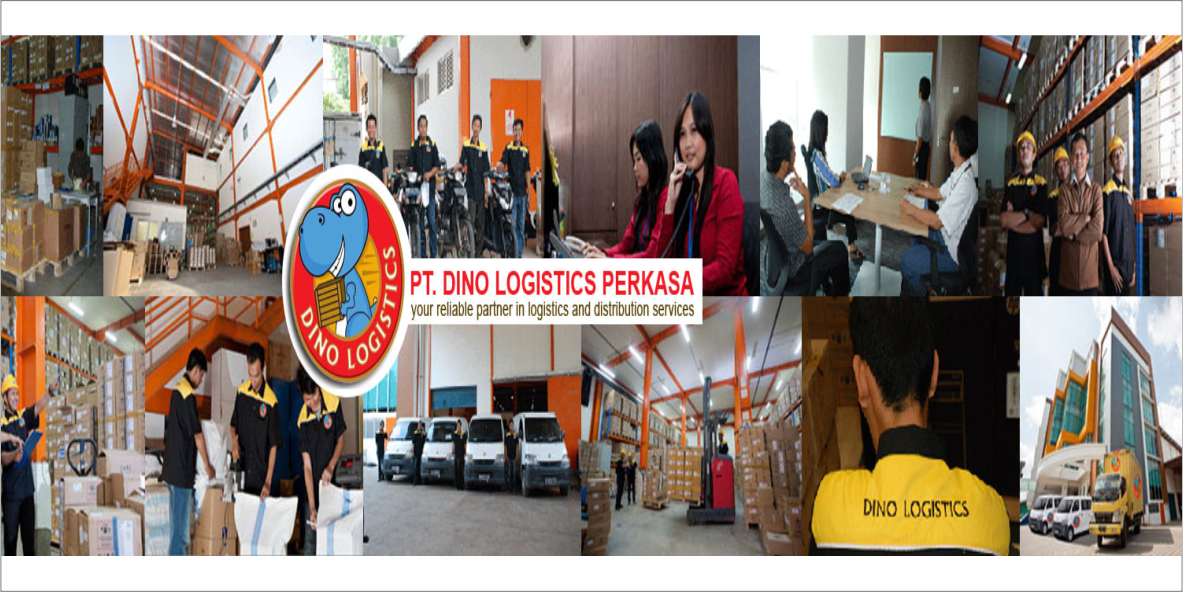 DINO LOGISTICS
PT. DINO LOGISTICS PERKASA
your reliable partner in logistics and distribution services
DINO LOGISTICS